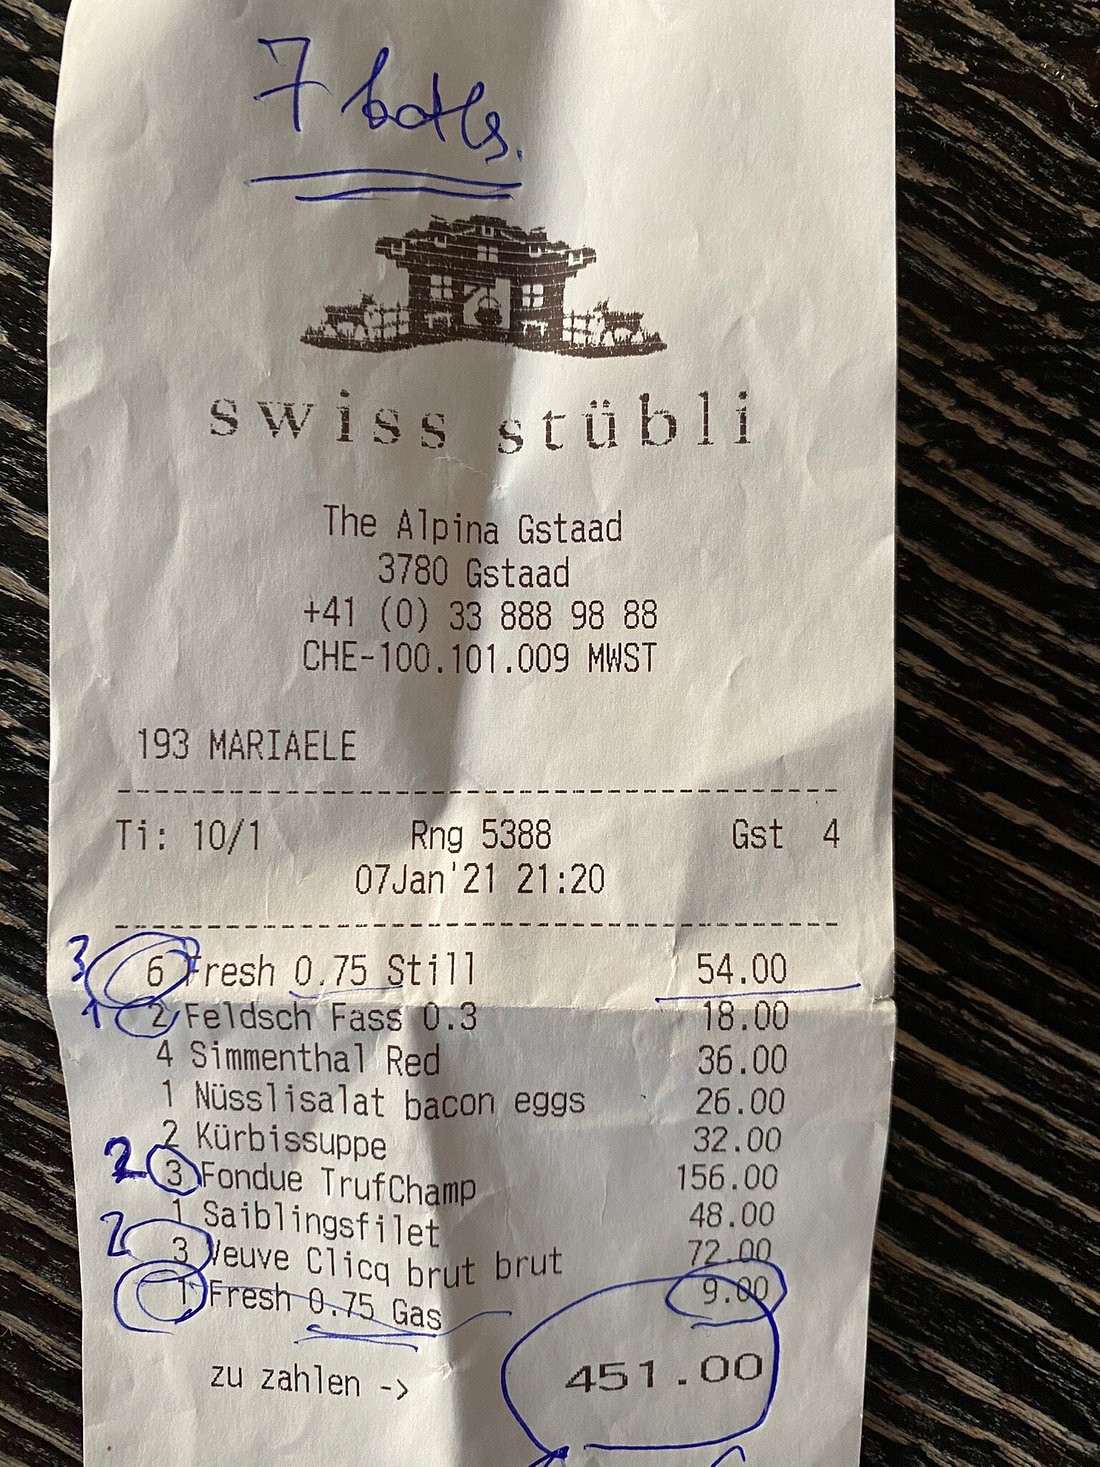 7 botls.
swiss stübli
The Alpina Gstaad
3780 Gstaad
+41 (0) 33 888 98 88
CHE-100.101.009 MWST
193 MARIAELE
Ti: 10/1 Rng 5388 Gst 4
07Jan'21 21:20
3 6 Fresh 0.75 Still 54.00
1 2 Feldsch Fass 0.3 18.00
4 Simmenthal Red 36.00
1 Nüsslisalat bacon eggs 26.00
2 Kürbissuppe 32.00
2 3 Fondue TrufChamp 156.00
1 Saiblingsfilet 48.00
2 3 Veuve Clicq brut brut 72.00
1 Fresh 0.75 Gas 9.00
zu zahlen -> 451.00